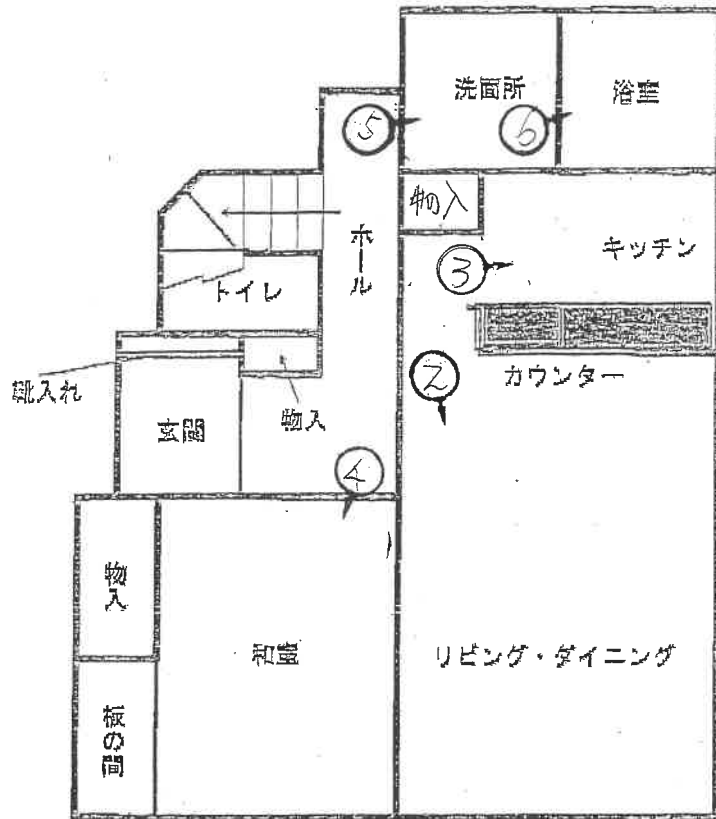 洗面所
浴室
⑤
⑥
物入
ホール
キッチン
③
トイレ
靴入れ
物入
②
カウンター
玄関
④
物入
和室
リビング・ダイニング
板の間